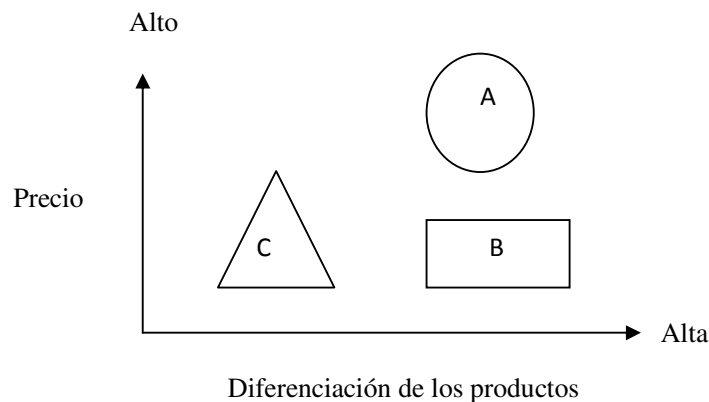 Alto
A
Precio
C
B
Alta
Diferenciación de los productos